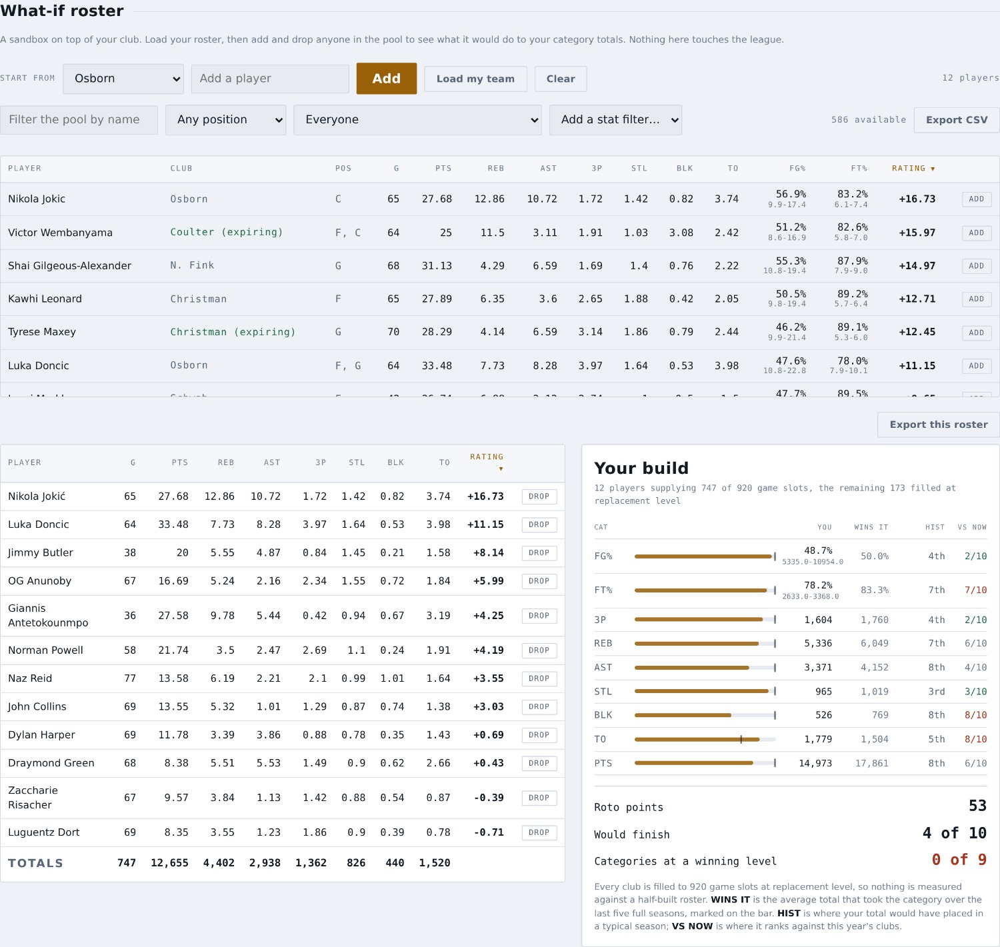 What-if roster
A sandbox on top of your club. Load your roster, then add and drop anyone in the pool to see what it would do to your category totals. Nothing here touches the league.
START FROM Osborn Add a player Add Load my team Clear 12 players
Filter the pool by name Any position Everyone Add a stat filter... 586 available Export CSV
PLAYER CLUB POS G PTS REB AST 3P STL BLK TO FG% FT% RATING ▼
Nikola Jokic Osborn C 65 27.68 12.86 10.72 1.72 1.42 0.82 3.74 56.9% 83.2% +16.73 ADD
9.9-17.4 6.1-7.4
Victor Wembanyama Coulter (expiring) F, C 64 25 11.5 3.11 1.91 1.03 3.08 2.42 51.2% 82.6% +15.97 ADD
8.6-16.9 5.8-7.0
Shai Gilgeous-Alexander N. Fink G 68 31.13 4.29 6.59 1.69 1.4 0.76 2.22 55.3% 87.9% +14.97 ADD
10.8-19.4 7.9-9.0
Kawhi Leonard Christman F 65 27.89 6.35 3.6 2.65 1.88 0.42 2.05 50.5% 89.2% +12.71 ADD
9.8-19.4 5.7-6.4
Tyrese Maxey Christman (expiring) G 70 28.29 4.14 6.59 3.14 1.86 0.79 2.44 46.2% 89.1% +12.45 ADD
9.9-21.4 5.3-6.0
Luka Doncic Osborn F, G 64 33.48 7.73 8.28 3.97 1.64 0.53 3.98 47.6% 78.0% +11.15 ADD
10.8-22.8 7.9-10.1
47.7% 89.5%
Export this roster
PLAYER G PTS REB AST 3P STL BLK TO RATING ▼
Nikola Jokić 65 27.68 12.86 10.72 1.72 1.42 0.82 3.74 +16.73 DROP
Luka Doncic 64 33.48 7.73 8.28 3.97 1.64 0.53 3.98 +11.15 DROP
Jimmy Butler 38 20 5.55 4.87 0.84 1.45 0.21 1.58 +8.14 DROP
OG Anunoby 67 16.69 5.24 2.16 2.34 1.55 0.72 1.84 +5.99 DROP
Giannis
Antetokounmpo 36 27.58 9.78 5.44 0.42 0.94 0.67 3.19 +4.25 DROP
Norman Powell 58 21.74 3.5 2.47 2.69 1.1 0.24 1.91 +4.19 DROP
Naz Reid 77 13.58 6.19 2.21 2.1 0.99 1.01 1.64 +3.55 DROP
John Collins 69 13.55 5.32 1.01 1.29 0.87 0.74 1.38 +3.03 DROP
Dylan Harper 69 11.78 3.39 3.86 0.88 0.78 0.35 1.43 +0.69 DROP
Draymond Green 68 8.38 5.51 5.53 1.49 0.9 0.62 2.66 +0.43 DROP
Zaccharie
Risacher 67 9.57 3.84 1.13 1.42 0.88 0.54 0.87 -0.39 DROP
Luguentz Dort 69 8.35 3.55 1.23 1.86 0.9 0.39 0.78 -0.71 DROP
TOTALS 747 12,655 4,402 2,938 1,362 826 440 1,520
Your build
12 players supplying 747 of 920 game slots, the remaining 173 filled at
replacement level
CAT YOU WINS IT HIST VS NOW
FG% 48.7% 50.0% 4th 2/10
5335.0-10954.0
FT% 78.2% 83.3% 7th 7/10
2633.0-3368.0
3P 1,604 1,760 4th 2/10
REB 5,336 6,049 7th 6/10
AST 3,371 4,152 8th 4/10
STL 965 1,019 3rd 3/10
BLK 526 769 8th 8/10
TO 1,779 1,504 5th 8/10
PTS 14,973 17,861 8th 6/10
Roto points 53
Would finish 4 of 10
Categories at a winning level 0 of 9
Every club is filled to 920 game slots at replacement level, so nothing is measured
against a half-built roster. WINS IT is the average total that took the category over the
last five full seasons, marked on the bar. HIST is where your total would have placed in
a typical season; VS NOW is where it ranks against this year's clubs.